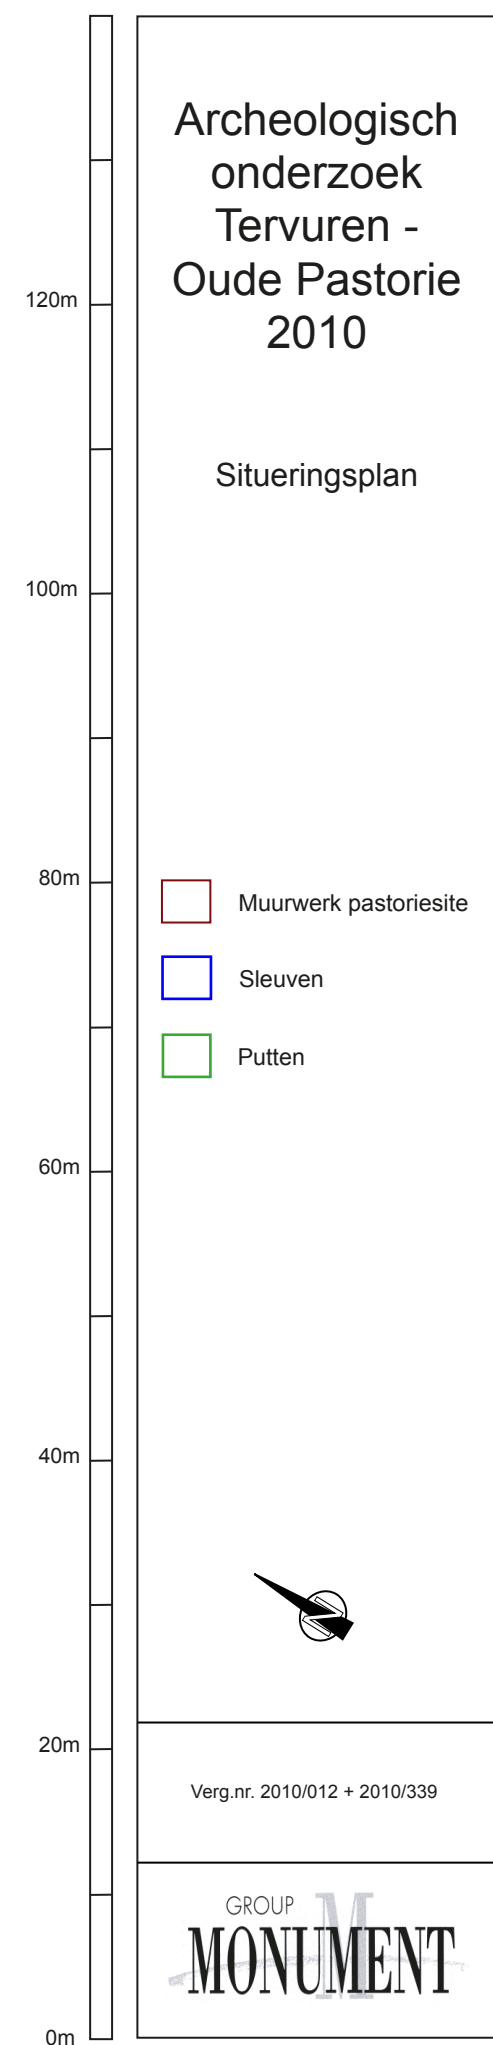 Archeologisch
onderzoek
Tervuren -
Oude Pastorie
2010
Situeringsplan
120m
100m
80m
60m
40m
20m
0m
Muurwerk pastoriesite
Sleuven
Putten
N
Verg.nr. 2010/012 + 2010/339
GROUP
M
MONUMENT